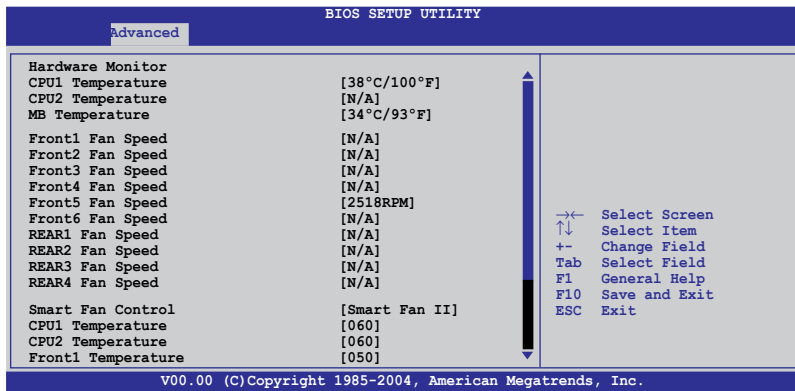 BIOS SETUP UTILITY
Advanced
Hardware Monitor
CPU1 Temperature [38°C/100°F]
CPU2 Temperature [N/A]
MB Temperature [34°C/93°F]
Front1 Fan Speed [N/A]
Front2 Fan Speed [N/A]
Front3 Fan Speed [N/A]
Front4 Fan Speed [N/A]
Front5 Fan Speed [2518RPM]
Front6 Fan Speed [N/A]
REAR1 Fan Speed [N/A]
REAR2 Fan Speed [N/A]
REAR3 Fan Speed [N/A]
REAR4 Fan Speed [N/A]
Smart Fan Control [Smart Fan II]
CPU1 Temperature [060]
CPU2 Temperature [060]
Front1 Temperature [050]
→← Select Screen
↑↓ Select Item
+- Change Field
Tab Select Field
F1 General Help
F10 Save and Exit
ESC Exit
V00.00 (C)Copyright 1985-2004, American Megatrends, Inc.